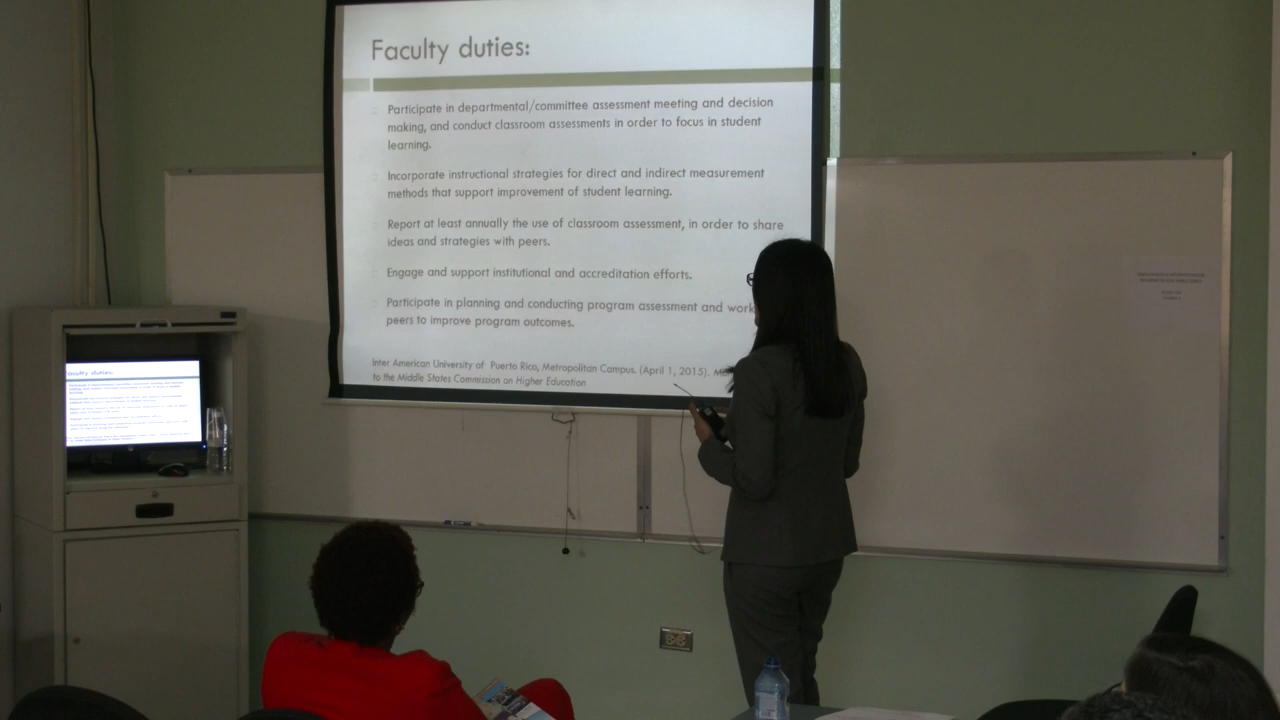 Faculty duties:
Participate in departmental/committee assessment meeting and decision
making, and conduct classroom assessments in order to focus in student
learning.
Incorporate instructional strategies for direct and indirect measurement
methods that support improvement of student learning.
Report at least annually the use of classroom assessment, in order to share
ideas and strategies with peers.
Engage and support institutional and accreditation efforts.
Participate in planning and conducting program assessment and work
peers to improve program outcomes.
Inter American University of Puerto Rico, Metropolitan Campus. (April 1, 2015).
to the Middle States Commission on Higher Education
Faculty duties: